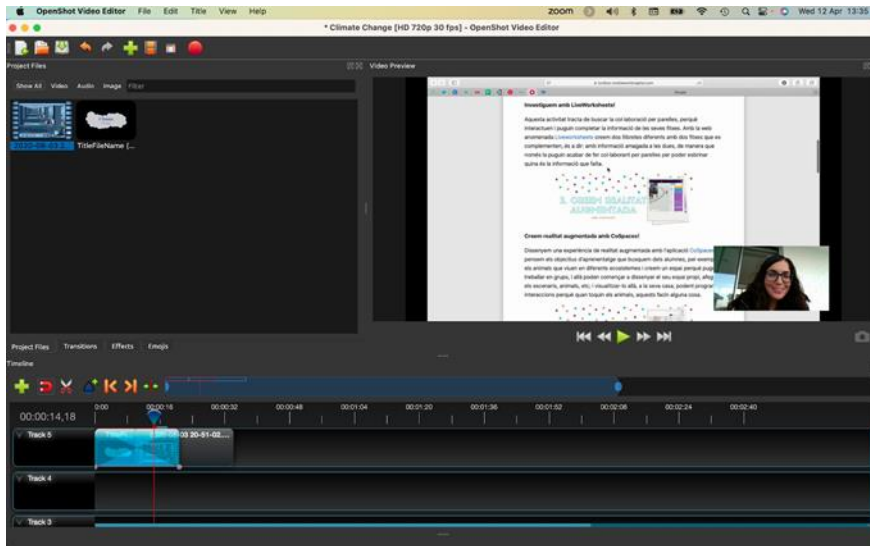 OpenShot Video Editor File Edit Title View Help zoom Wed 12 Apr 13:35
* Climate Change [HD 720p 30 fps] - OpenShot Video Editor
Project Files
Show All Video Audio Image Filter
TitleFileName (...
Video Preview
Investiguem amb LiveWorksheets!
Aquesta activitat tracta de buscar la col·laboració per parelles, perquè
interactuen i puguin completar la informació de les seves fitxes. Amb la web
anomenada Liveworksheets creem dos llibretes diferents amb dos fitxes que es
complementen, és a dir: amb informació amagada a les dues, de manera que
només la puguin acabar de fer col·laborant per parelles per poder esbrinar
quina és la informació que falta.
3. CREEM REALITAT
AUGMENTADA
Creem realitat augmentada amb CoSpaces!
Dissenyem una experiència de realitat augmentada amb l'aplicació CoSpaces
pensem els objectius d'aprenentatge que busquem dels alumnes, per exemp
els animals que viuen en diferents ecosistemes i creem un espai perquè pug
treballar en grups, i allà poden començar a dissenyar el seu espai propi, afeg
els escenaris, animals, etc; i visualitzar-lo allà, a la seva casa, podent program
interaccions perquè quan toquin els animals, aquests facin alguna cosa.
Project Files Transitions Effects Emojis
Timeline
00:00:14,18
0:00 00:00:16 00:00:32 00:00:48 00:01:04 00:01:20 00:01:36 00:01:52 00:02:08 00:02:24 00:02:40
Track 5
03 20-51-02....
Track 4
Track 3